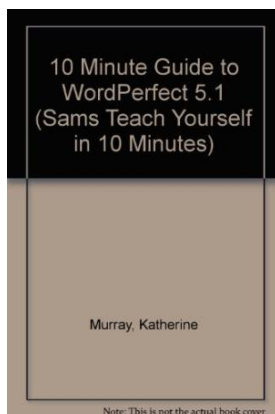 10 Minute Guide to
WordPerfect 5.1
(Sams Teach Yourself
in 10 Minutes)
Murray, Katherine
Note: This is not the actual book cover